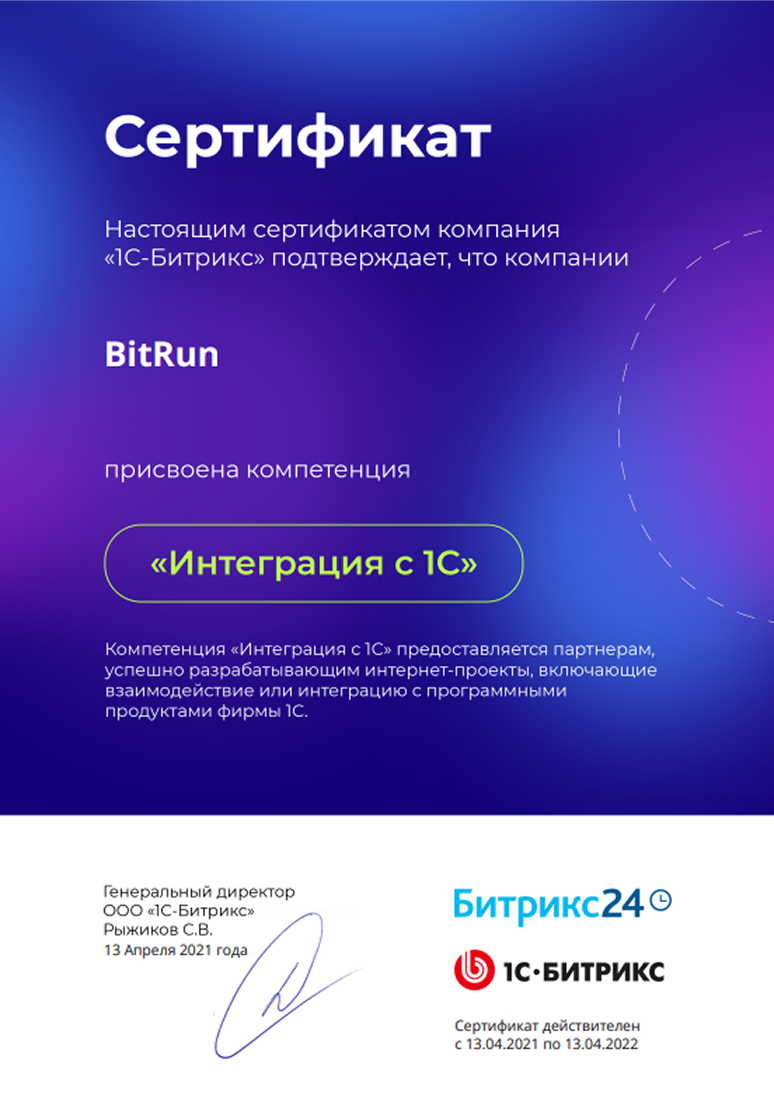 Сертификат
Настоящим сертификатом компания
«1С-Битрикс» подтверждает, что компании
BitRun
присвоена компетенция
«Интеграция с 1С»
Компетенция «Интеграция с 1С» предоставляется партнерам,
успешно разрабатывающим интернет-проекты, включающие
взаимодействие или интеграцию с программными
продуктами фирмы 1С.
Генеральный директор
ООО «1С-Битрикс»
Рыжиков С.В.
13 Апреля 2021 года
Битрикс24
1С·БИТРИКС
Сертификат действителен
с 13.04.2021 по 13.04.2022